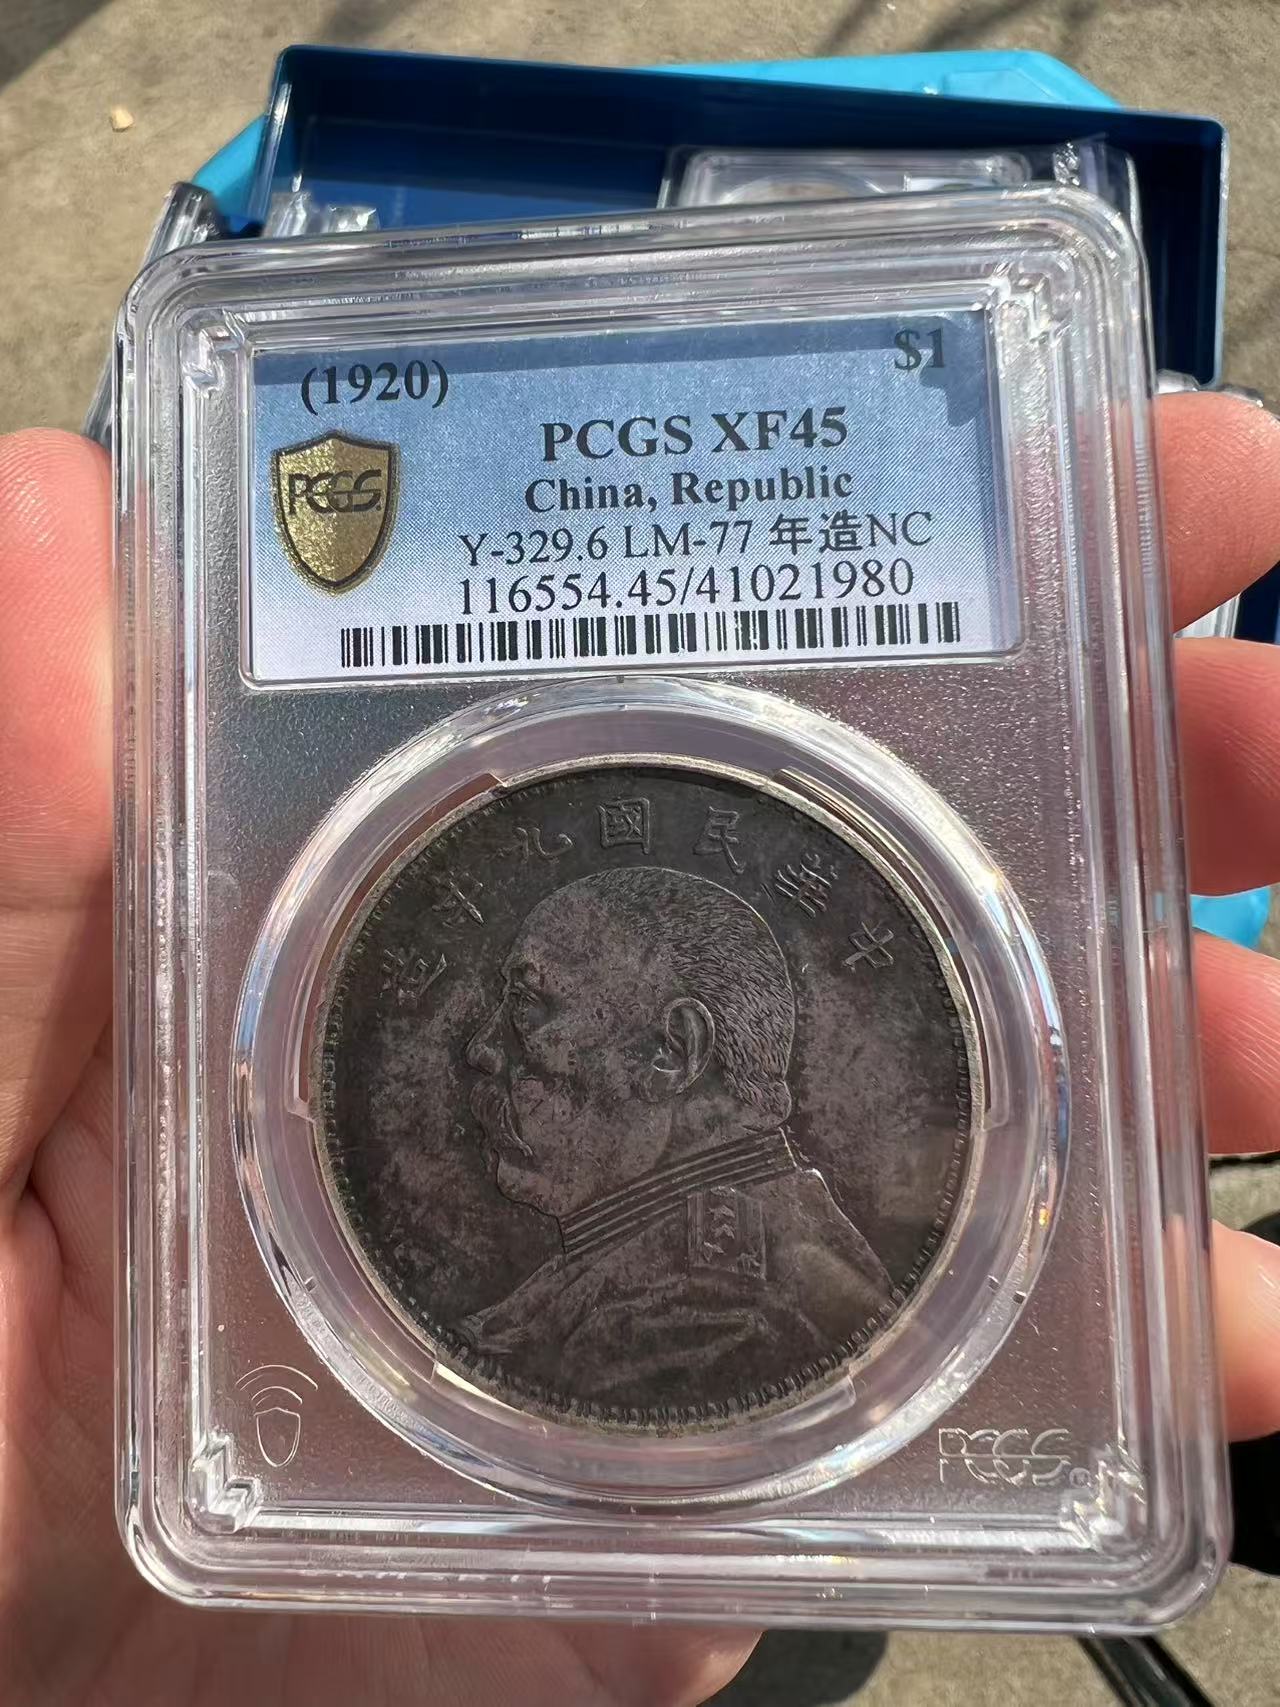 (1920)
$1
PCGS XF45
China, Republic
PCGS
Y-329.6 LM-77 年造NC
116554.45/41021980
造年九國民華中
PCGS